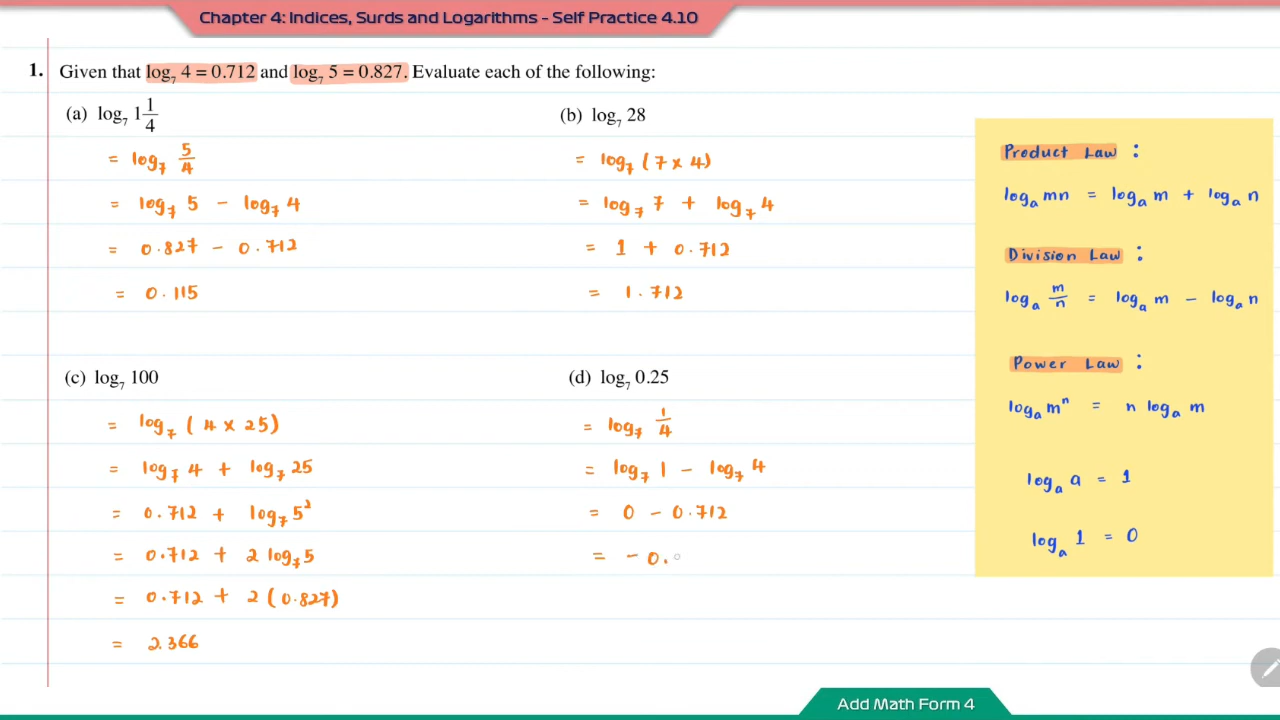 Chapter 4: Indices, Surds and Logarithms - Self Practice 4.10
1. Given that log₇ 4 = 0.712 and log₇ 5 = 0.827. Evaluate each of the following:
(a) log₇ 1 1/4
= log₇ 5/4
= log₇ 5 − log₇ 4
= 0.827 − 0.712
= 0.115
(b) log₇ 28
= log₇ (7 × 4)
= log₇ 7 + log₇ 4
= 1 + 0.712
= 1.712
(c) log₇ 100
= log₇ (4 × 25)
= log₇ 4 + log₇ 25
= 0.712 + log₇ 5²
= 0.712 + 2 log₇ 5
= 0.712 + 2 (0.827)
= 2.366
(d) log₇ 0.25
= log₇ 1/4
= log₇ 1 − log₇ 4
= 0 − 0.712
= − 0.
Product Law :
logₐ mn = logₐ m + logₐ n
Division Law :
logₐ m/n = logₐ m − logₐ n
Power Law :
logₐ mⁿ = n logₐ m
logₐ a = 1
logₐ 1 = 0
Add Math Form 4